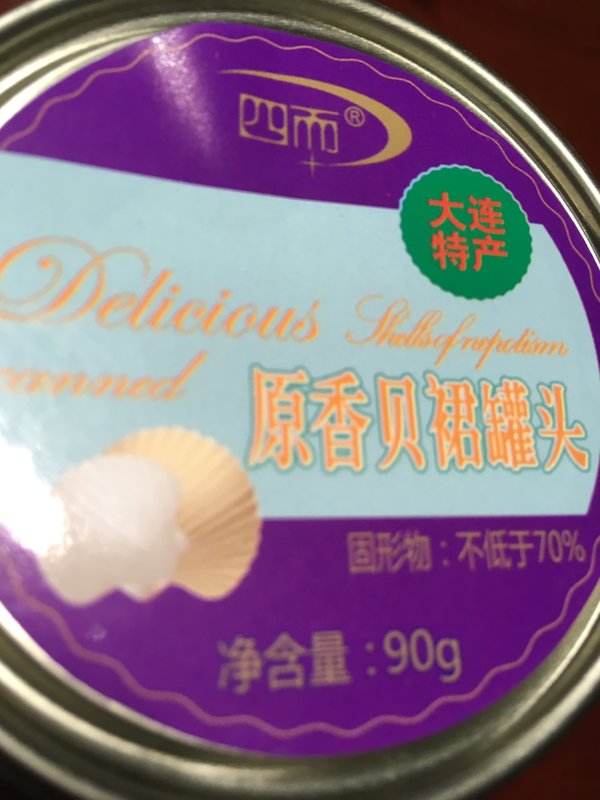 四雨®
大连
特产
Delicious Shells of nepotism
canned
原香贝裙罐头
固形物：不低于70%
净含量：90g